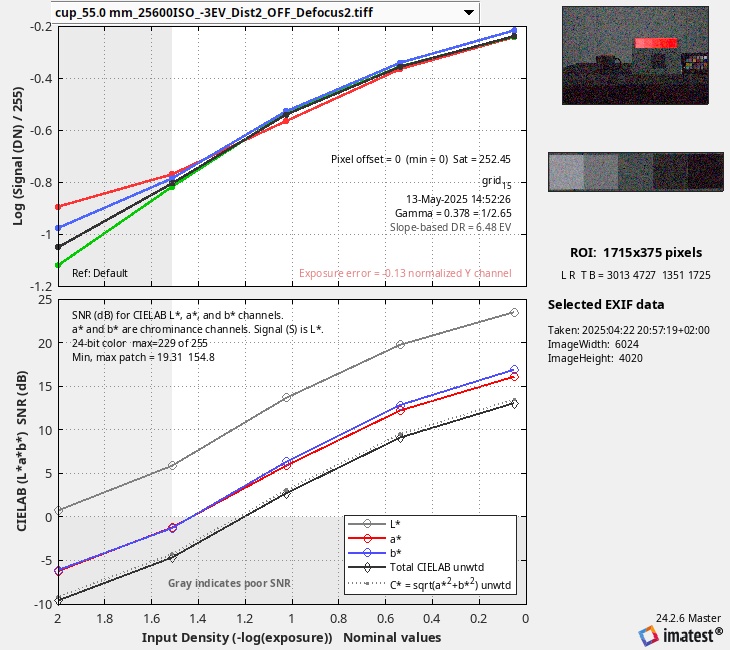 cup_55.0 mm_25600ISO_-3EV_Dist2_OFF_Defocus2.tiff
-0.2
-0.4
-0.6
-0.8
-1
-1.2
Log (Signal (DN) / 255)
Pixel offset = 0 (min = 0) Sat = 252.45
grid_15
13-May-2025 14:52:26
Gamma = 0.378 = 1/2.65
Slope-based DR = 6.48 EV
Ref: Default
Exposure error = -0.13 normalized Y channel
25
20
15
10
5
0
-5
-10
CIELAB (L*a*b*) SNR (dB)
SNR (dB) for CIELAB L*, a*, and b* channels.
a* and b* are chrominance channels. Signal (S) is L*.
24-bit color max=229 of 255
Min, max patch = 19.31 154.8
Gray indicates poor SNR
L*
a*
b*
Total CIELAB unwtd
C* = sqrt(a*²+b*²) unwtd
2 1.8 1.6 1.4 1.2 1 0.8 0.6 0.4 0.2 0
Input Density (-log(exposure)) Nominal values
ROI: 1715x375 pixels
L R T B = 3013 4727 1351 1725
Selected EXIF data
Taken: 2025:04:22 20:57:19+02:00
ImageWidth: 6024
ImageHeight: 4020
24.2.6 Master
imatest®